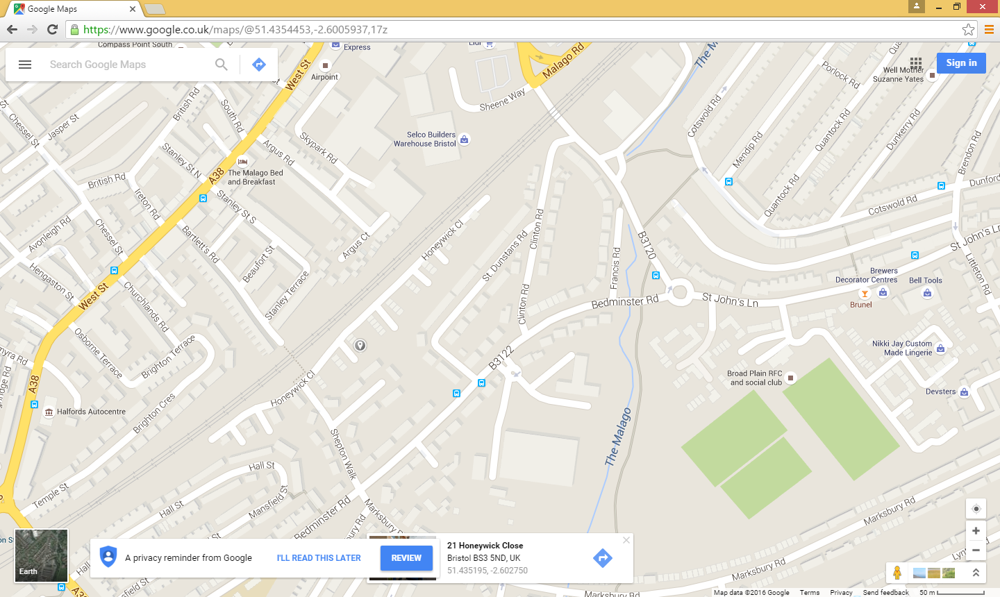 Google Maps
https://www.google.co.uk/maps/@51.4354453,-2.6005937,17z
Search Google Maps
Sign in
Compass Point South
Express
Lidl
Airpoint
West St
Malago Rd
The Malago
Well Mother
Suzanne Yates
Porlock Rd
British Rd
South Rd
Sheene Way
Cotswold Rd
Chessel St
Jasper St
Selco Builders
Warehouse Bristol
Skypark Rd
Argus Rd
Mendip Rd
Quantock Rd
Dunkerry Rd
Brendon Rd
Stanley St N
A38
The Malago Bed
and Breakfast
British Rd
Ireton Rd
Stanley St S
Quantock Rd
Cotswold Rd
Dunford
Avonleigh Rd
Chessel St
Bartlett's Rd
Argus Ct
Honeywick Cl
St. Dunstans Rd
Clinton Rd
B3120
St John's Ln
Hengaston St
Beaufort St
Francis Rd
Littleton Rd
Brewers
Decorator Centres
Bell Tools
Brunel
West St
Churchlands Rd
Stanley Terrace
Clinton Rd
Bedminster Rd
St John's Ln
Osborne Terrace
Brighton Terrace
B3122
Nikki Jay Custom
Made Lingerie
myra Rd
A38
Honeywick Cl
Broad Plain RFC
and social club
Devsters
Halfords Autocentre
Brighton Cres
Shepton Walk
The Malago
Hall St
Temple St
Hall St
Mansfield St
Bedminster Rd
Marksbury Rd
Marksbury Rd
Marksbury Rd
Earth
A privacy reminder from Google
I'LL READ THIS LATER
REVIEW
21 Honeywick Close
Bristol BS3 5ND, UK
51.435195, -2.602750
Hall St
A38
Marksbury Rd
Marksbury Rd
Map data ©2016 Google
Terms
Privacy
Send feedback
50 m